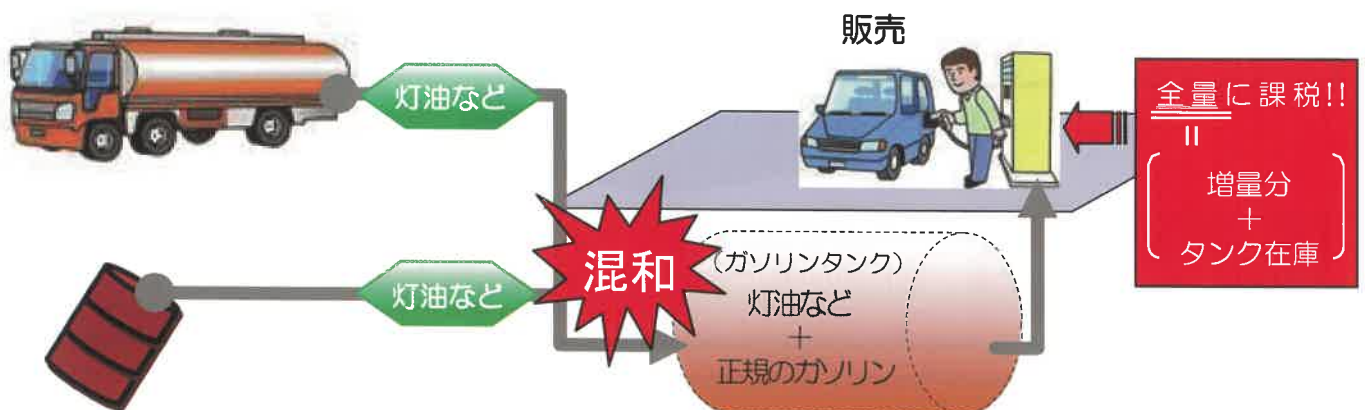 販売
灯油など
全量に課税!!
＝
増量分
＋
タンク在庫
混和
灯油など
（ガソリンタンク）
灯油など
＋
正規のガソリン